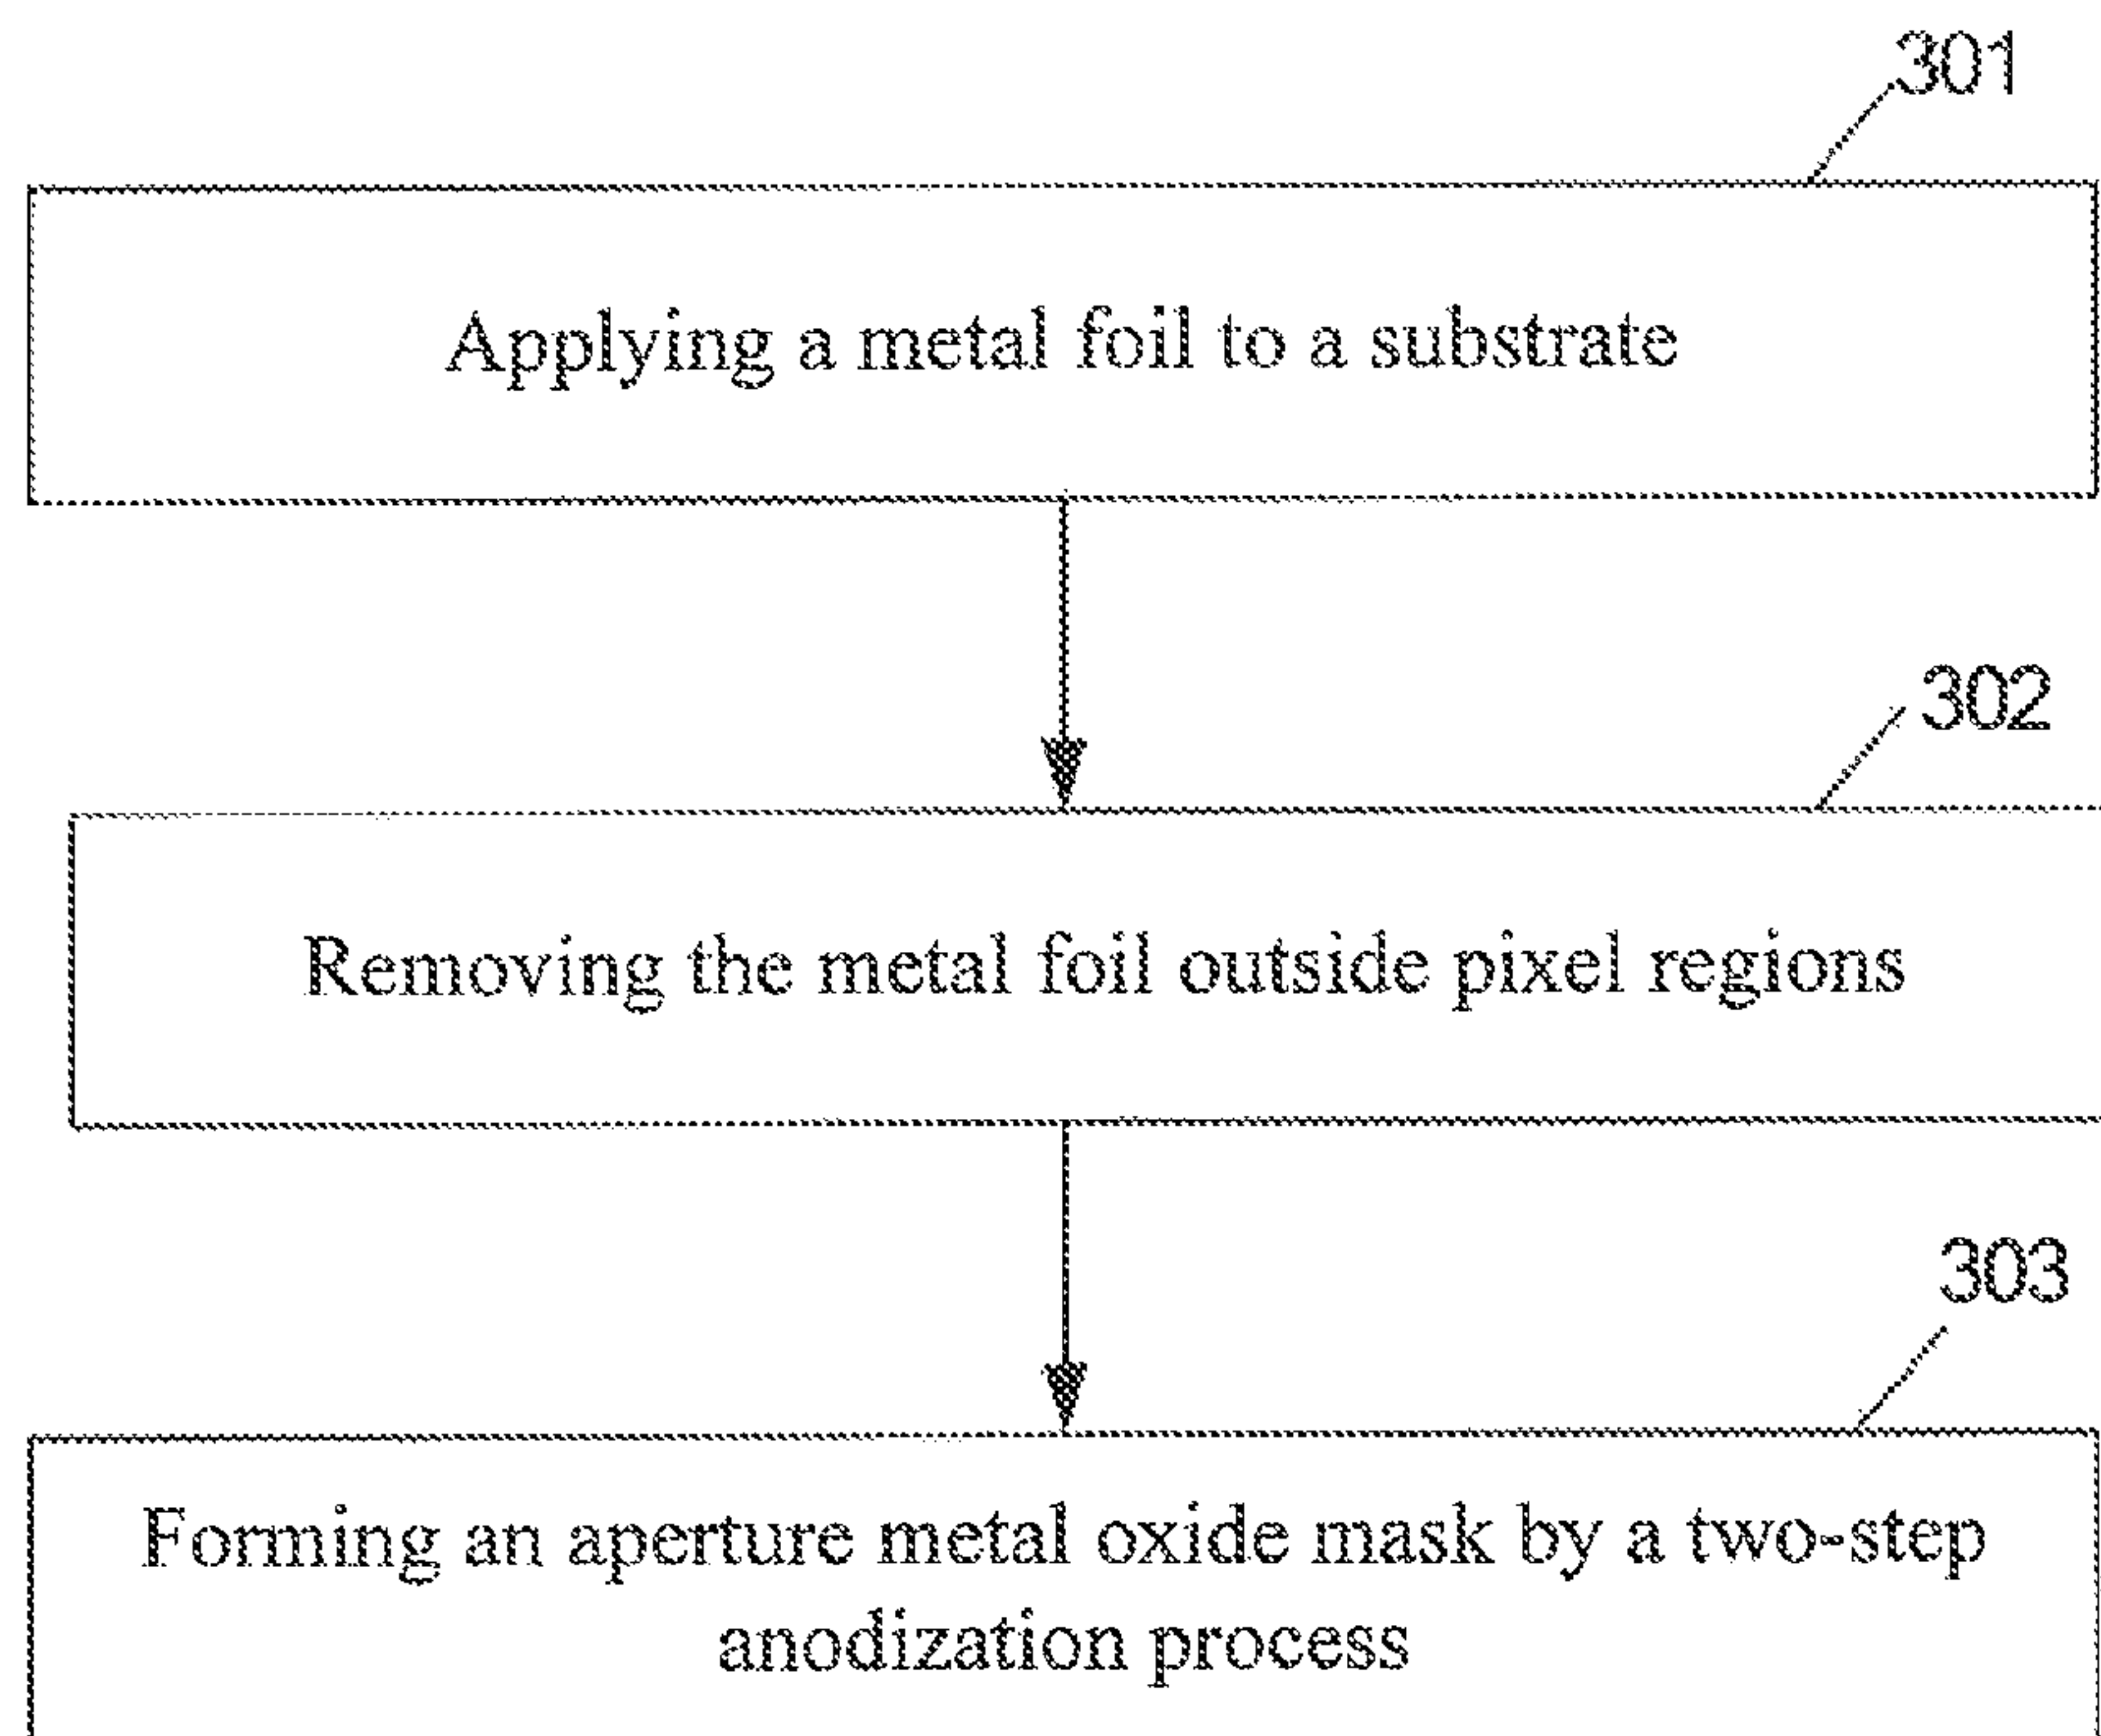 301
Applying a metal foil to a substrate
302
Removing the metal foil outside pixel regions
303
Forming an aperture metal oxide mask by a two-step
anodization process